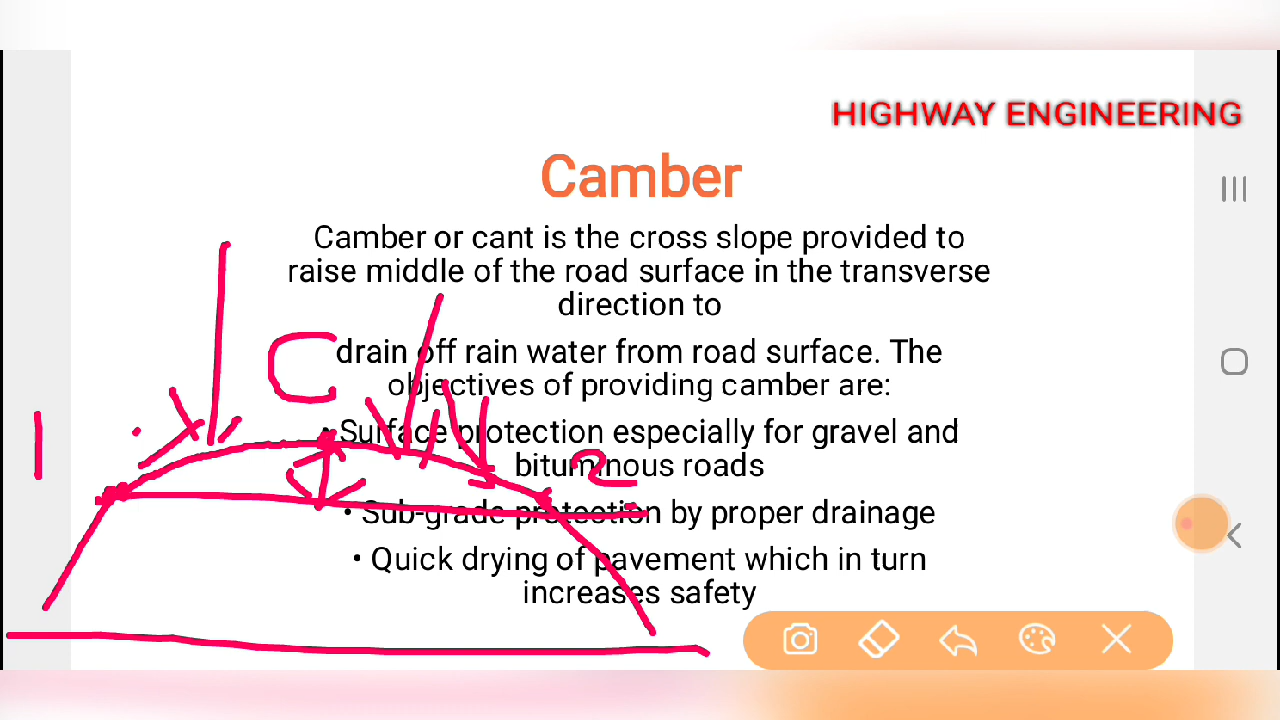 HIGHWAY ENGINEERING
Camber
Camber or cant is the cross slope provided to
raise middle of the road surface in the transverse
direction to
drain off rain water from road surface. The
objectives of providing camber are:
• Surface protection especially for gravel and
bituminous roads
• Sub-grade protection by proper drainage
• Quick drying of pavement which in turn
increases safety
C
1
2